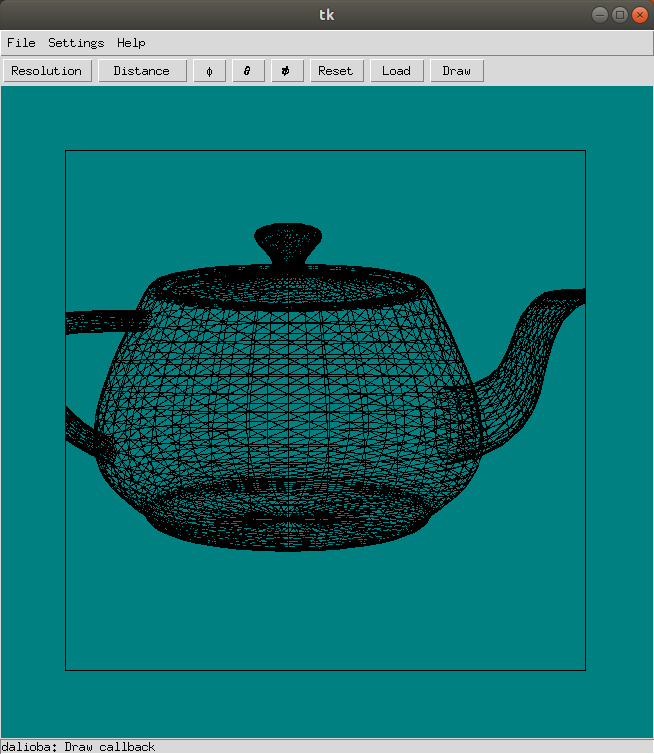 tk
File Settings Help
Resolution Distance ϕ θ ψ Reset Load Draw
dalioba: Draw callback